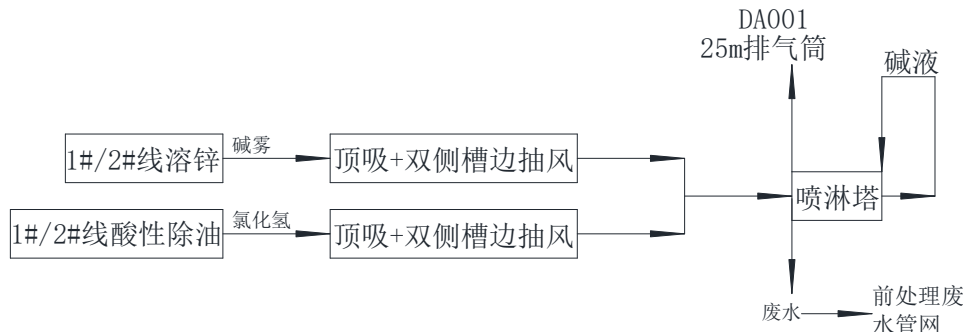 DA001
25m排气筒
碱液
1#/2#线溶锌
碱雾
顶吸+双侧槽边抽风
喷淋塔
1#/2#线酸性除油
氯化氢
顶吸+双侧槽边抽风
废水
前处理废
水管网